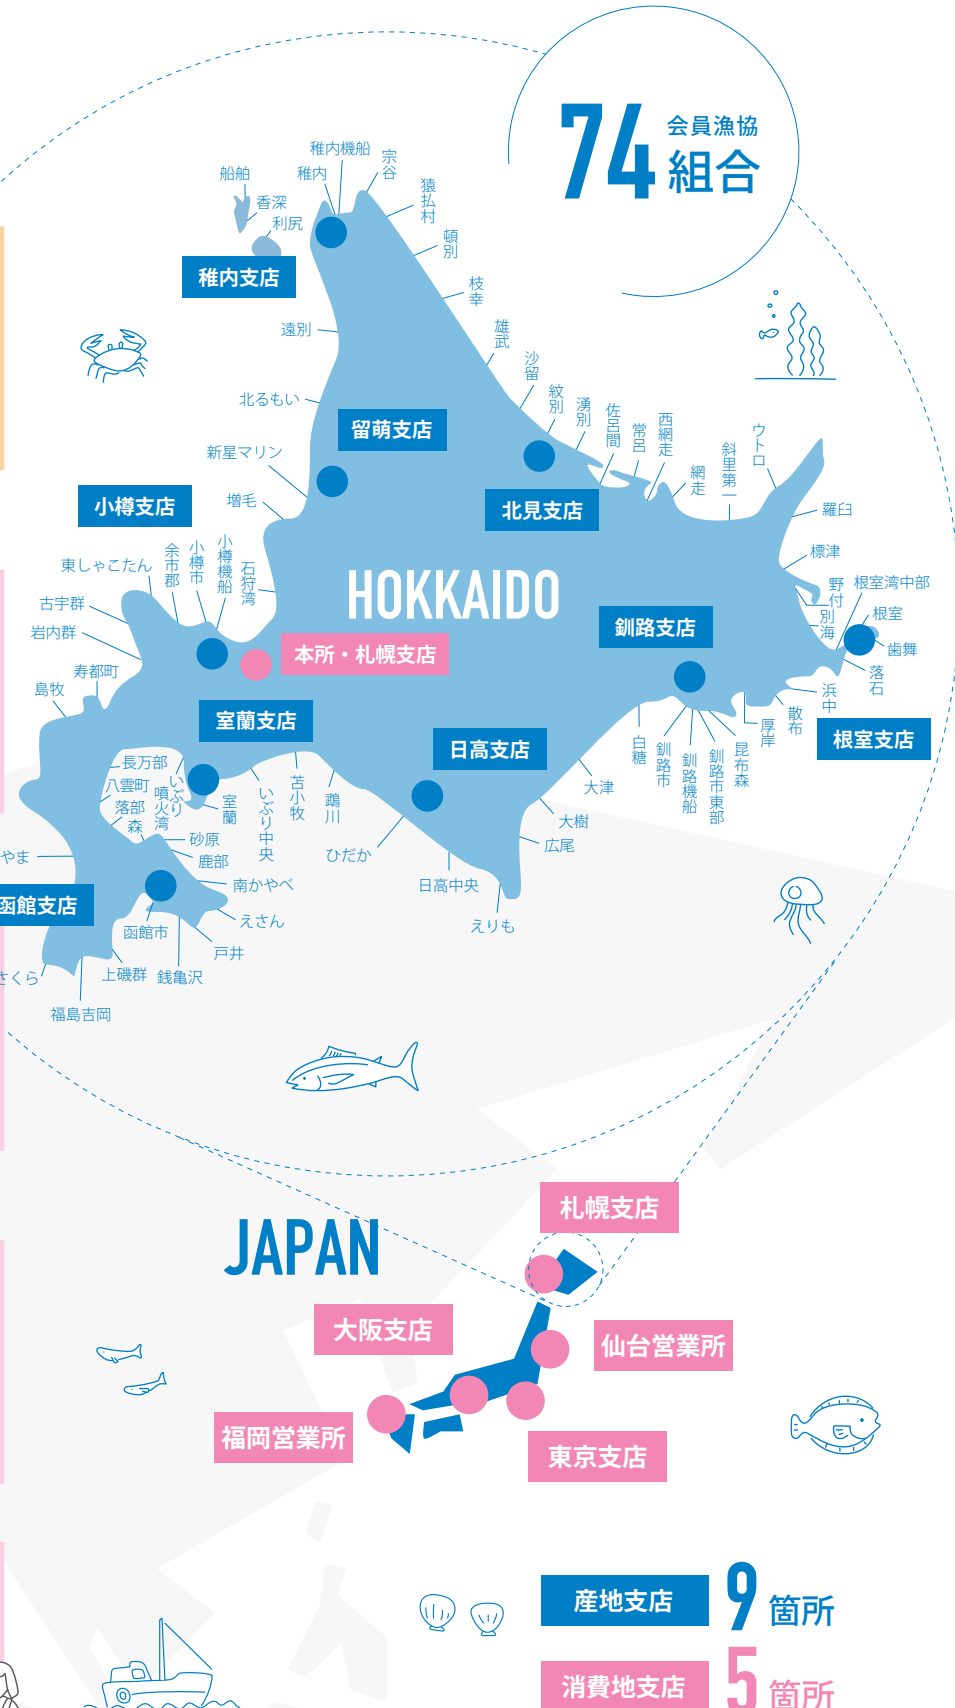 74
会員漁協
組合
稚内機船
宗谷
船舶
稚内
香深
利尻
猿払村
頓別
枝幸
雄武
沙留
紋別
湧別
佐呂間
常呂
西網走
網走
斜里第一
ウトロ
羅臼
標津
野付
別海
根室湾中部
根室
歯舞
落石
浜中
散布
厚岸
昆布森
釧路市東部
釧路機船
釧路市
白糠
大津
大樹
広尾
えりも
日高中央
ひだか
鵡川
苫小牧
いぶり中央
室蘭
いぶり
噴火湾
長万部
八雲町
落部
森
砂原
鹿部
南かやべ
えさん
戸井
銭亀沢
函館市
上磯群
福島吉岡
さくら
やま
島牧
寿都町
岩内群
古宇群
東しゃこたん
余市郡
小樽市
小樽機船
石狩湾
増毛
新星マリン
北るもい
遠別
稚内支店
留萌支店
小樽支店
北見支店
HOKKAIDO
釧路支店
本所・札幌支店
室蘭支店
日高支店
根室支店
函館支店
JAPAN
札幌支店
大阪支店
仙台営業所
福岡営業所
東京支店
産地支店
9
箇所
消費地支店
5
箇所